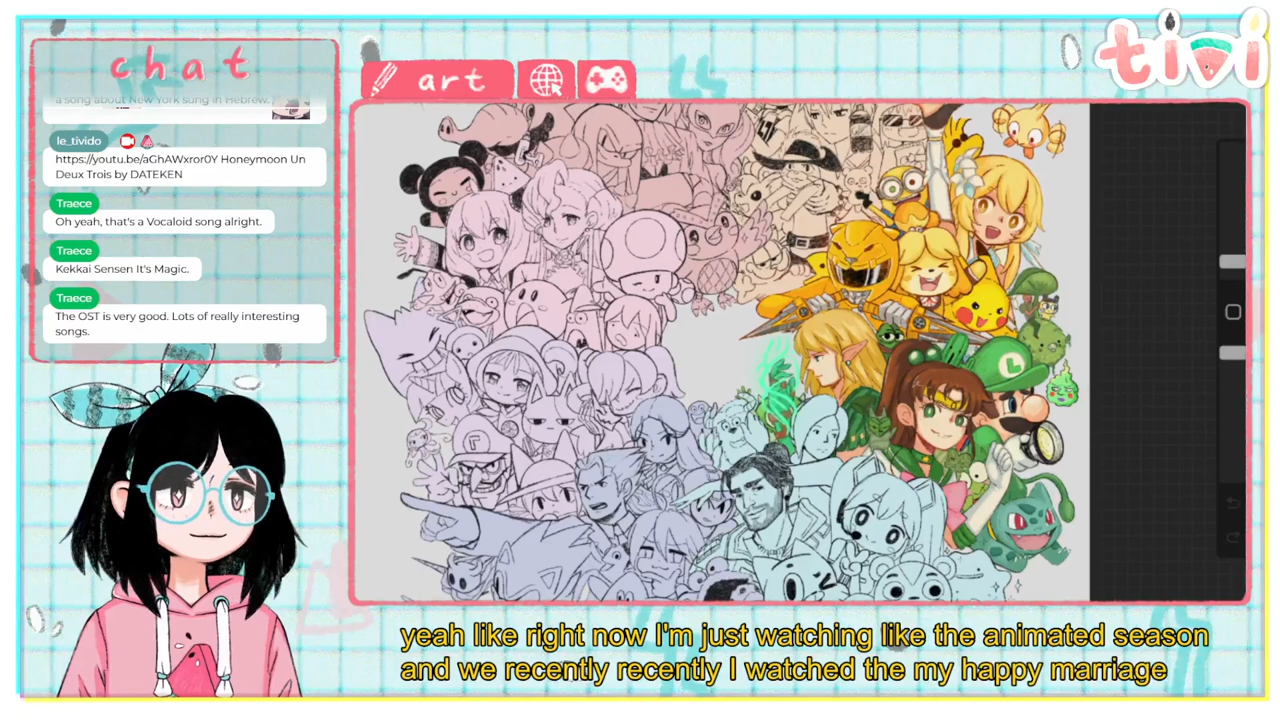 chat
a song about New York sung in Hebrew.
le_tivido
https://youtu.be/aGhAWxror0Y Honeymoon Un
Deux Trois by DATEKEN
Traece
Oh yeah, that's a Vocaloid song alright.
Traece
Kekkai Sensen It's Magic.
Traece
The OST is very good. Lots of really interesting
songs.
art
tivi
L
yeah like right now I'm just watching like the animated season
and we recently recently I watched the my happy marriage